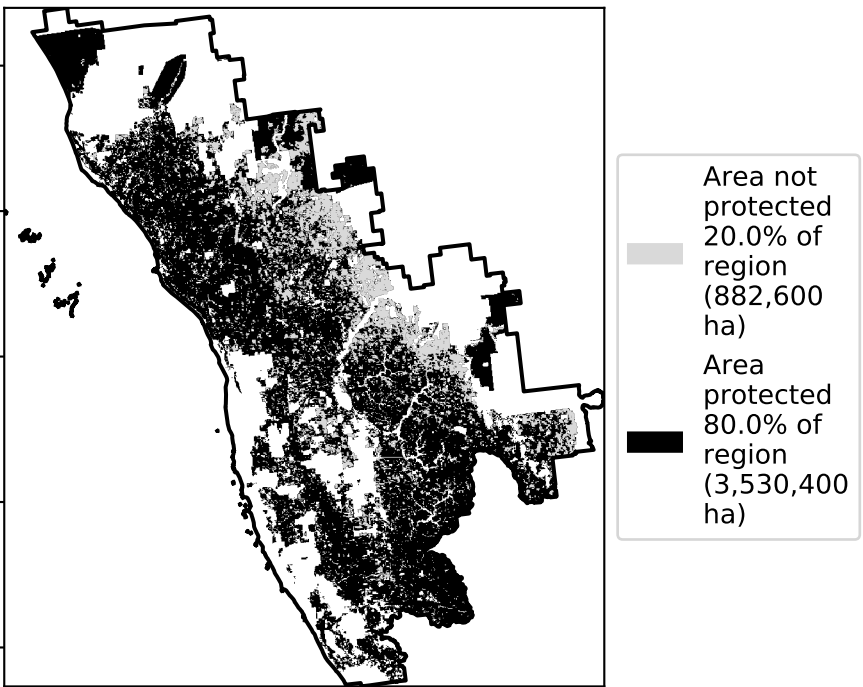 Area not
protected
20.0% of
region
(882,600
ha)
Area
protected
80.0% of
region
(3,530,400
ha)